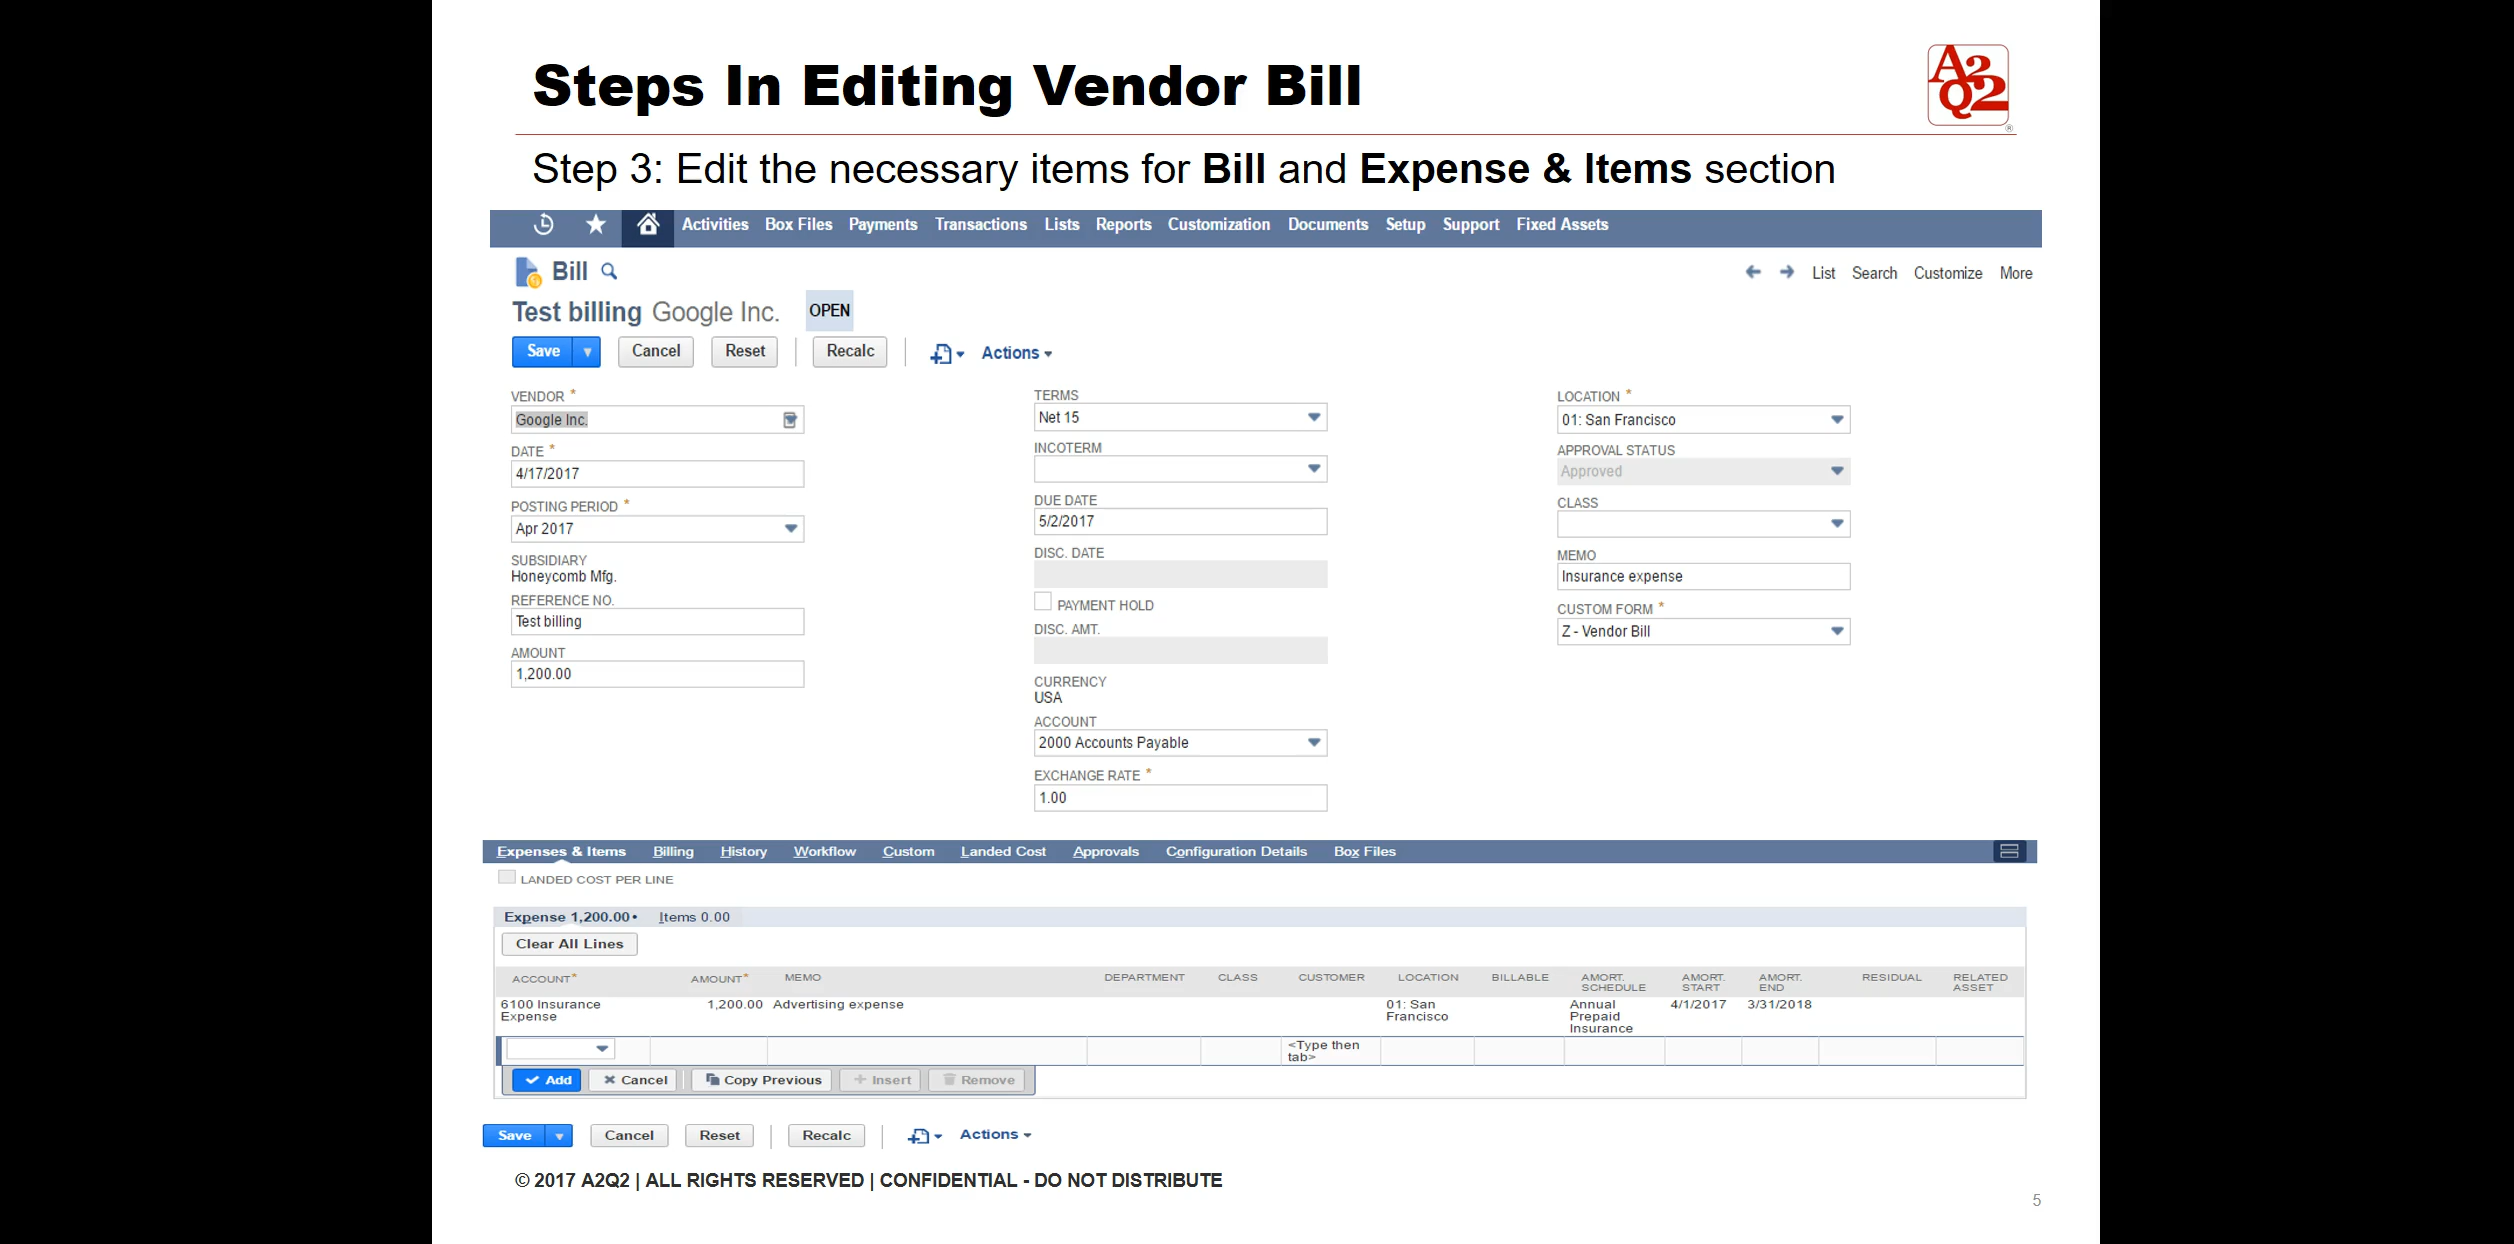 Steps In Editing Vendor Bill
A2Q2
®
Step 3: Edit the necessary items for Bill and Expense & Items section
Activities Box Files Payments Transactions Lists Reports Customization Documents Setup Support Fixed Assets
Bill
List Search Customize More
Test billing Google Inc. OPEN
Save Cancel Reset Recalc Actions
VENDOR *
Google Inc.
DATE *
4/17/2017
POSTING PERIOD *
Apr 2017
SUBSIDIARY
Honeycomb Mfg.
REFERENCE NO.
Test billing
AMOUNT
1,200.00
TERMS
Net 15
INCOTERM
DUE DATE
5/2/2017
DISC. DATE
PAYMENT HOLD
DISC. AMT.
CURRENCY
USA
ACCOUNT
2000 Accounts Payable
EXCHANGE RATE *
1.00
LOCATION *
01: San Francisco
APPROVAL STATUS
Approved
CLASS
MEMO
Insurance expense
CUSTOM FORM *
Z - Vendor Bill
Expenses & Items Billing History Workflow Custom Landed Cost Approvals Configuration Details Box Files
LANDED COST PER LINE
Expense 1,200.00• Items 0.00
Clear All Lines
ACCOUNT* AMOUNT* MEMO DEPARTMENT CLASS CUSTOMER LOCATION BILLABLE AMORT. SCHEDULE AMORT. START AMORT. END RESIDUAL RELATED ASSET
6100 Insurance Expense 1,200.00 Advertising expense 01: San Francisco Annual Prepaid Insurance 4/1/2017 3/31/2018
<Type then tab>
Add Cancel Copy Previous Insert Remove
Save Cancel Reset Recalc Actions
© 2017 A2Q2 | ALL RIGHTS RESERVED | CONFIDENTIAL - DO NOT DISTRIBUTE
5